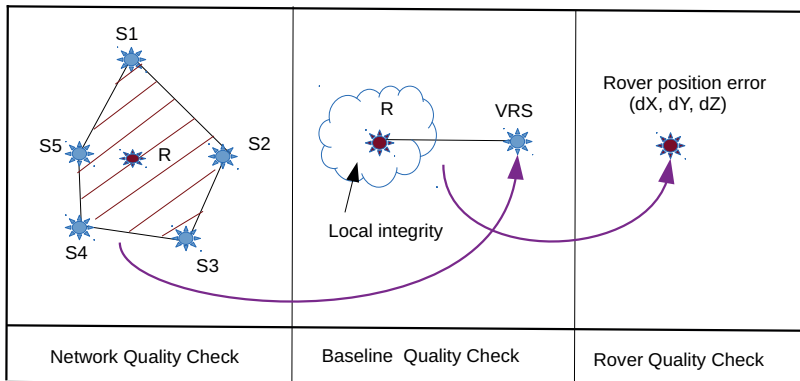 S1
S5
R
S2
S4
S3
R
VRS
Local integrity
Rover position error
(dX, dY, dZ)
Network Quality Check
Baseline Quality Check
Rover Quality Check